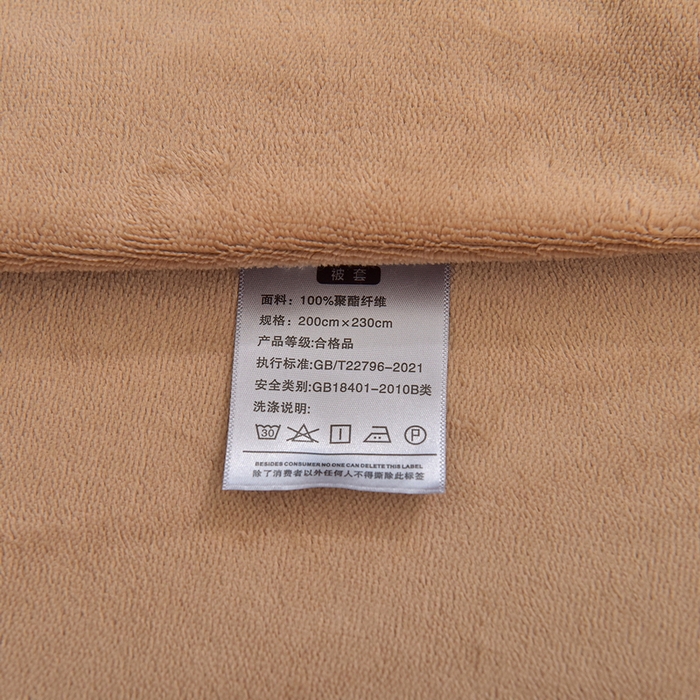 被套
面料：100%聚酯纤维
规格：200cm×230cm
产品等级:合格品
执行标准:GB/T22796-2021
安全类别:GB18401-2010B类
洗涤说明:
30 P
BESIDES CONSUMER NO ONE CAN DELETE THIS LABEL
除了消费者以外任何人不得撕除此标签